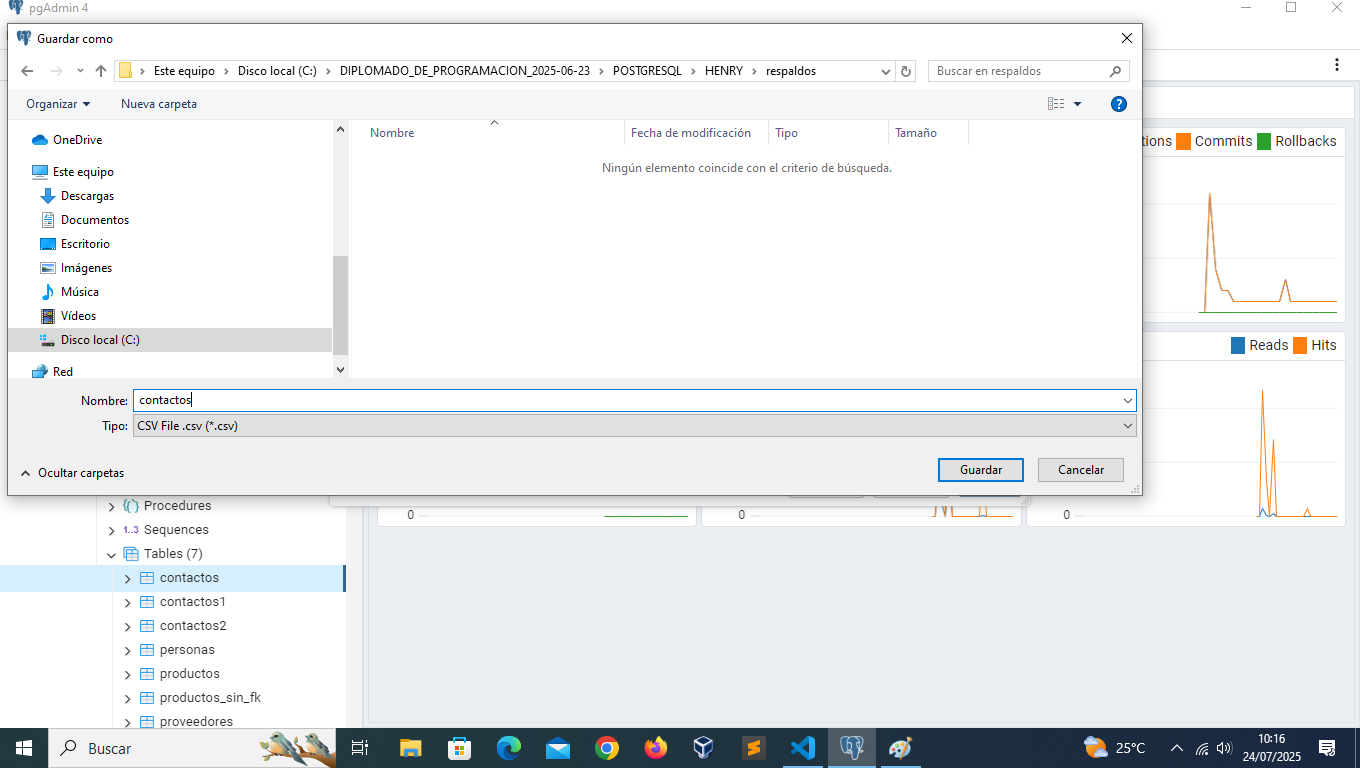 pgAdmin 4
Guardar como
Este equipo > Disco local (C:) > DIPLOMADO_DE_PROGRAMACION_2025-06-23 > POSTGRESQL > HENRY > respaldos
Buscar en respaldos
Organizar
Nueva carpeta
?
OneDrive
Este equipo
Descargas
Documentos
Escritorio
Imágenes
Música
Vídeos
Disco local (C:)
Red
Nombre
Fecha de modificación
Tipo
Tamaño
Ningún elemento coincide con el criterio de búsqueda.
Nombre: contactos
Tipo: CSV File .csv (*.csv)
Ocultar carpetas
Guardar
Cancelar
tions Commits Rollbacks
Reads Hits
0
0
0
Procedures
1..3 Sequences
Tables (7)
contactos
contactos1
contactos2
personas
productos
productos_sin_fk
proveedores
Buscar
25°C
10:16
24/07/2025